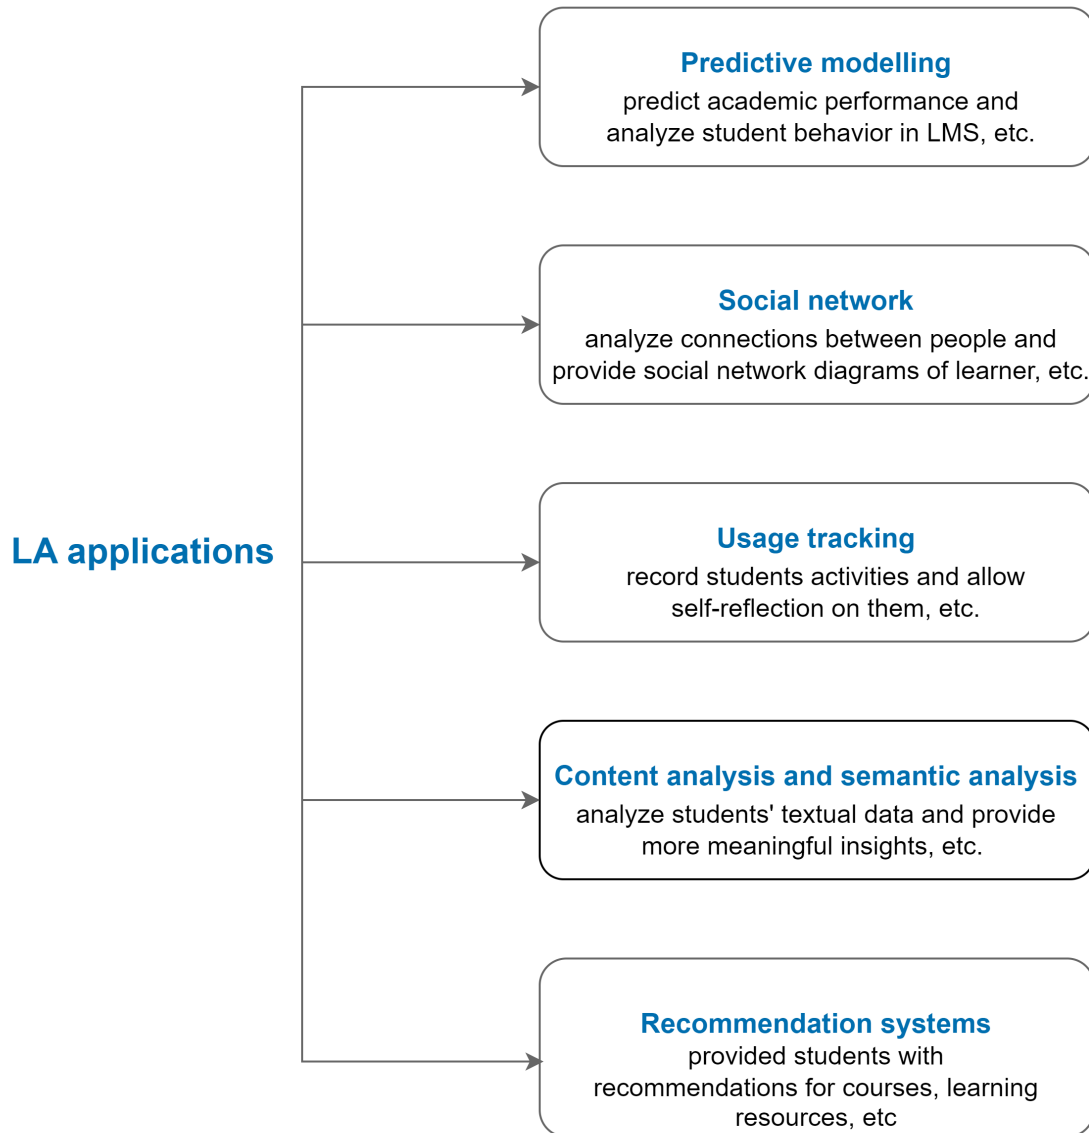 Predictive modelling
predict academic performance and
analyze student behavior in LMS, etc.
Social network
analyze connections between people and
provide social network diagrams of learner, etc.
LA applications
Usage tracking
record students activities and allow
self-reflection on them, etc.
Content analysis and semantic analysis
analyze students' textual data and provide
more meaningful insights, etc.
Recommendation systems
provided students with
recommendations for courses, learning
resources, etc